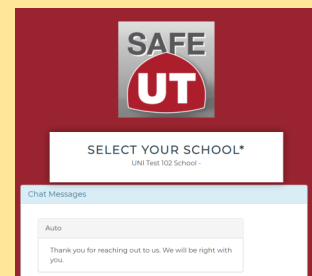 SAFE
UT
SELECT YOUR SCHOOL*
UNI Test 102 School -
Chat Messages
Auto
Thank you for reaching out to us. We will be right with
you.